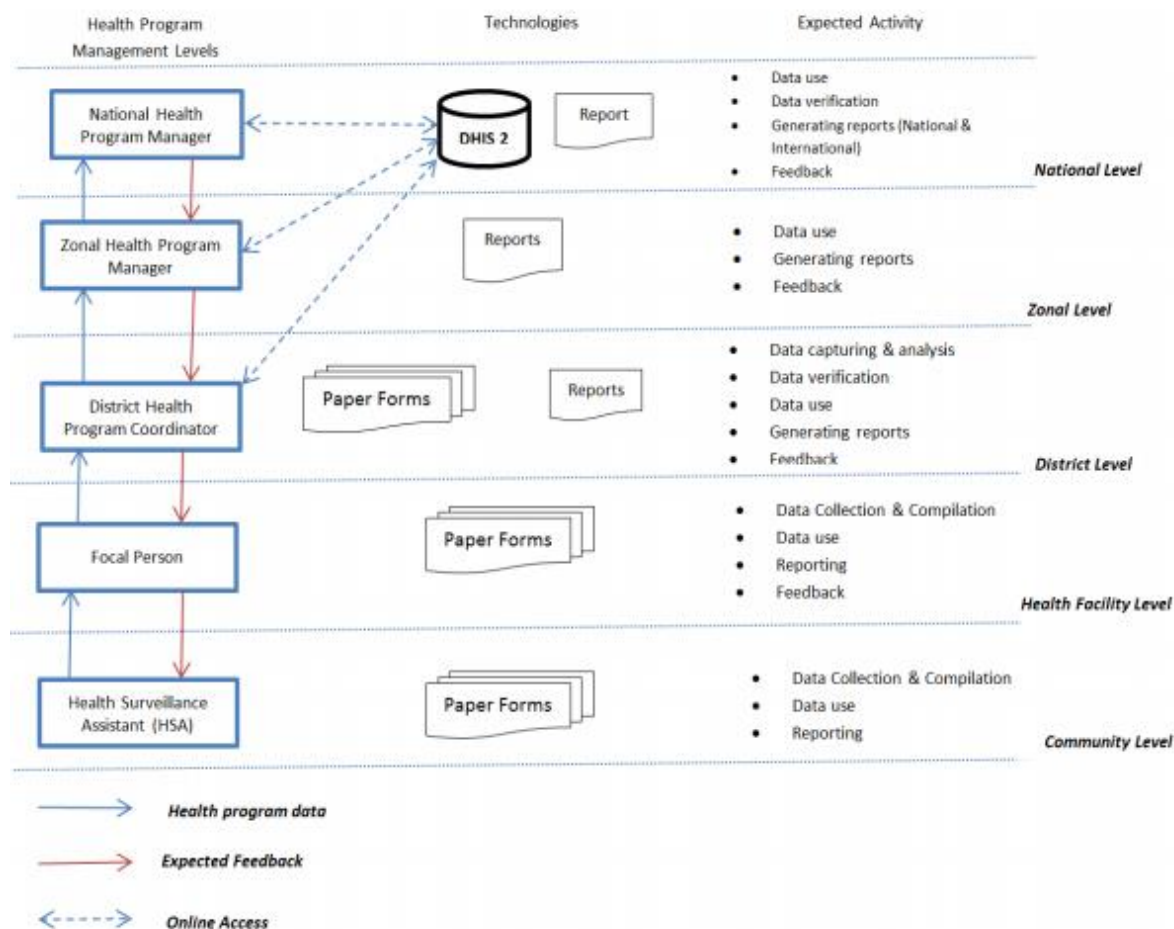 Health Program
Management Levels
Technologies
Expected Activity
National Health
Program Manager
DHIS 2
Report
Data use
Data verification
Generating reports (National &
International)
Feedback
National Level
Zonal Health Program
Manager
Reports
Data use
Generating reports
Feedback
Zonal Level
District Health
Program Coordinator
Paper Forms
Reports
Data capturing & analysis
Data verification
Data use
Generating reports
Feedback
District Level
Focal Person
Paper Forms
Data Collection & Compilation
Data use
Reporting
Feedback
Health Facility Level
Health Surveillance
Assistant (HSA)
Paper Forms
Data Collection & Compilation
Data use
Reporting
Community Level
Health program data
Expected Feedback
Online Access